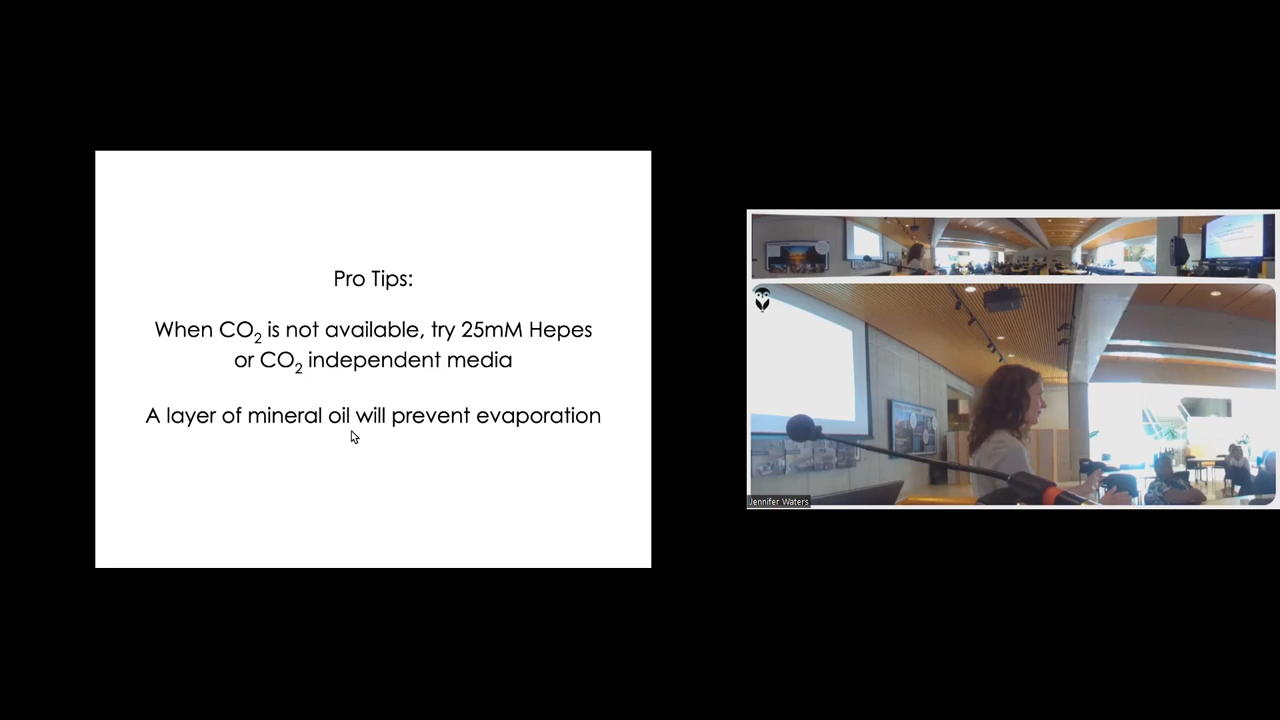 Pro Tips:
When CO₂ is not available, try 25mM Hepes
or CO₂ independent media
A layer of mineral oil will prevent evaporation
Jennifer Waters